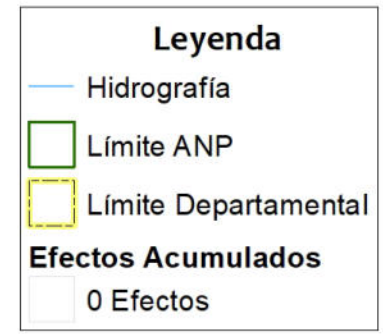 Leyenda
Hidrografía
Límite ANP
Límite Departamental
Efectos Acumulados
0 Efectos